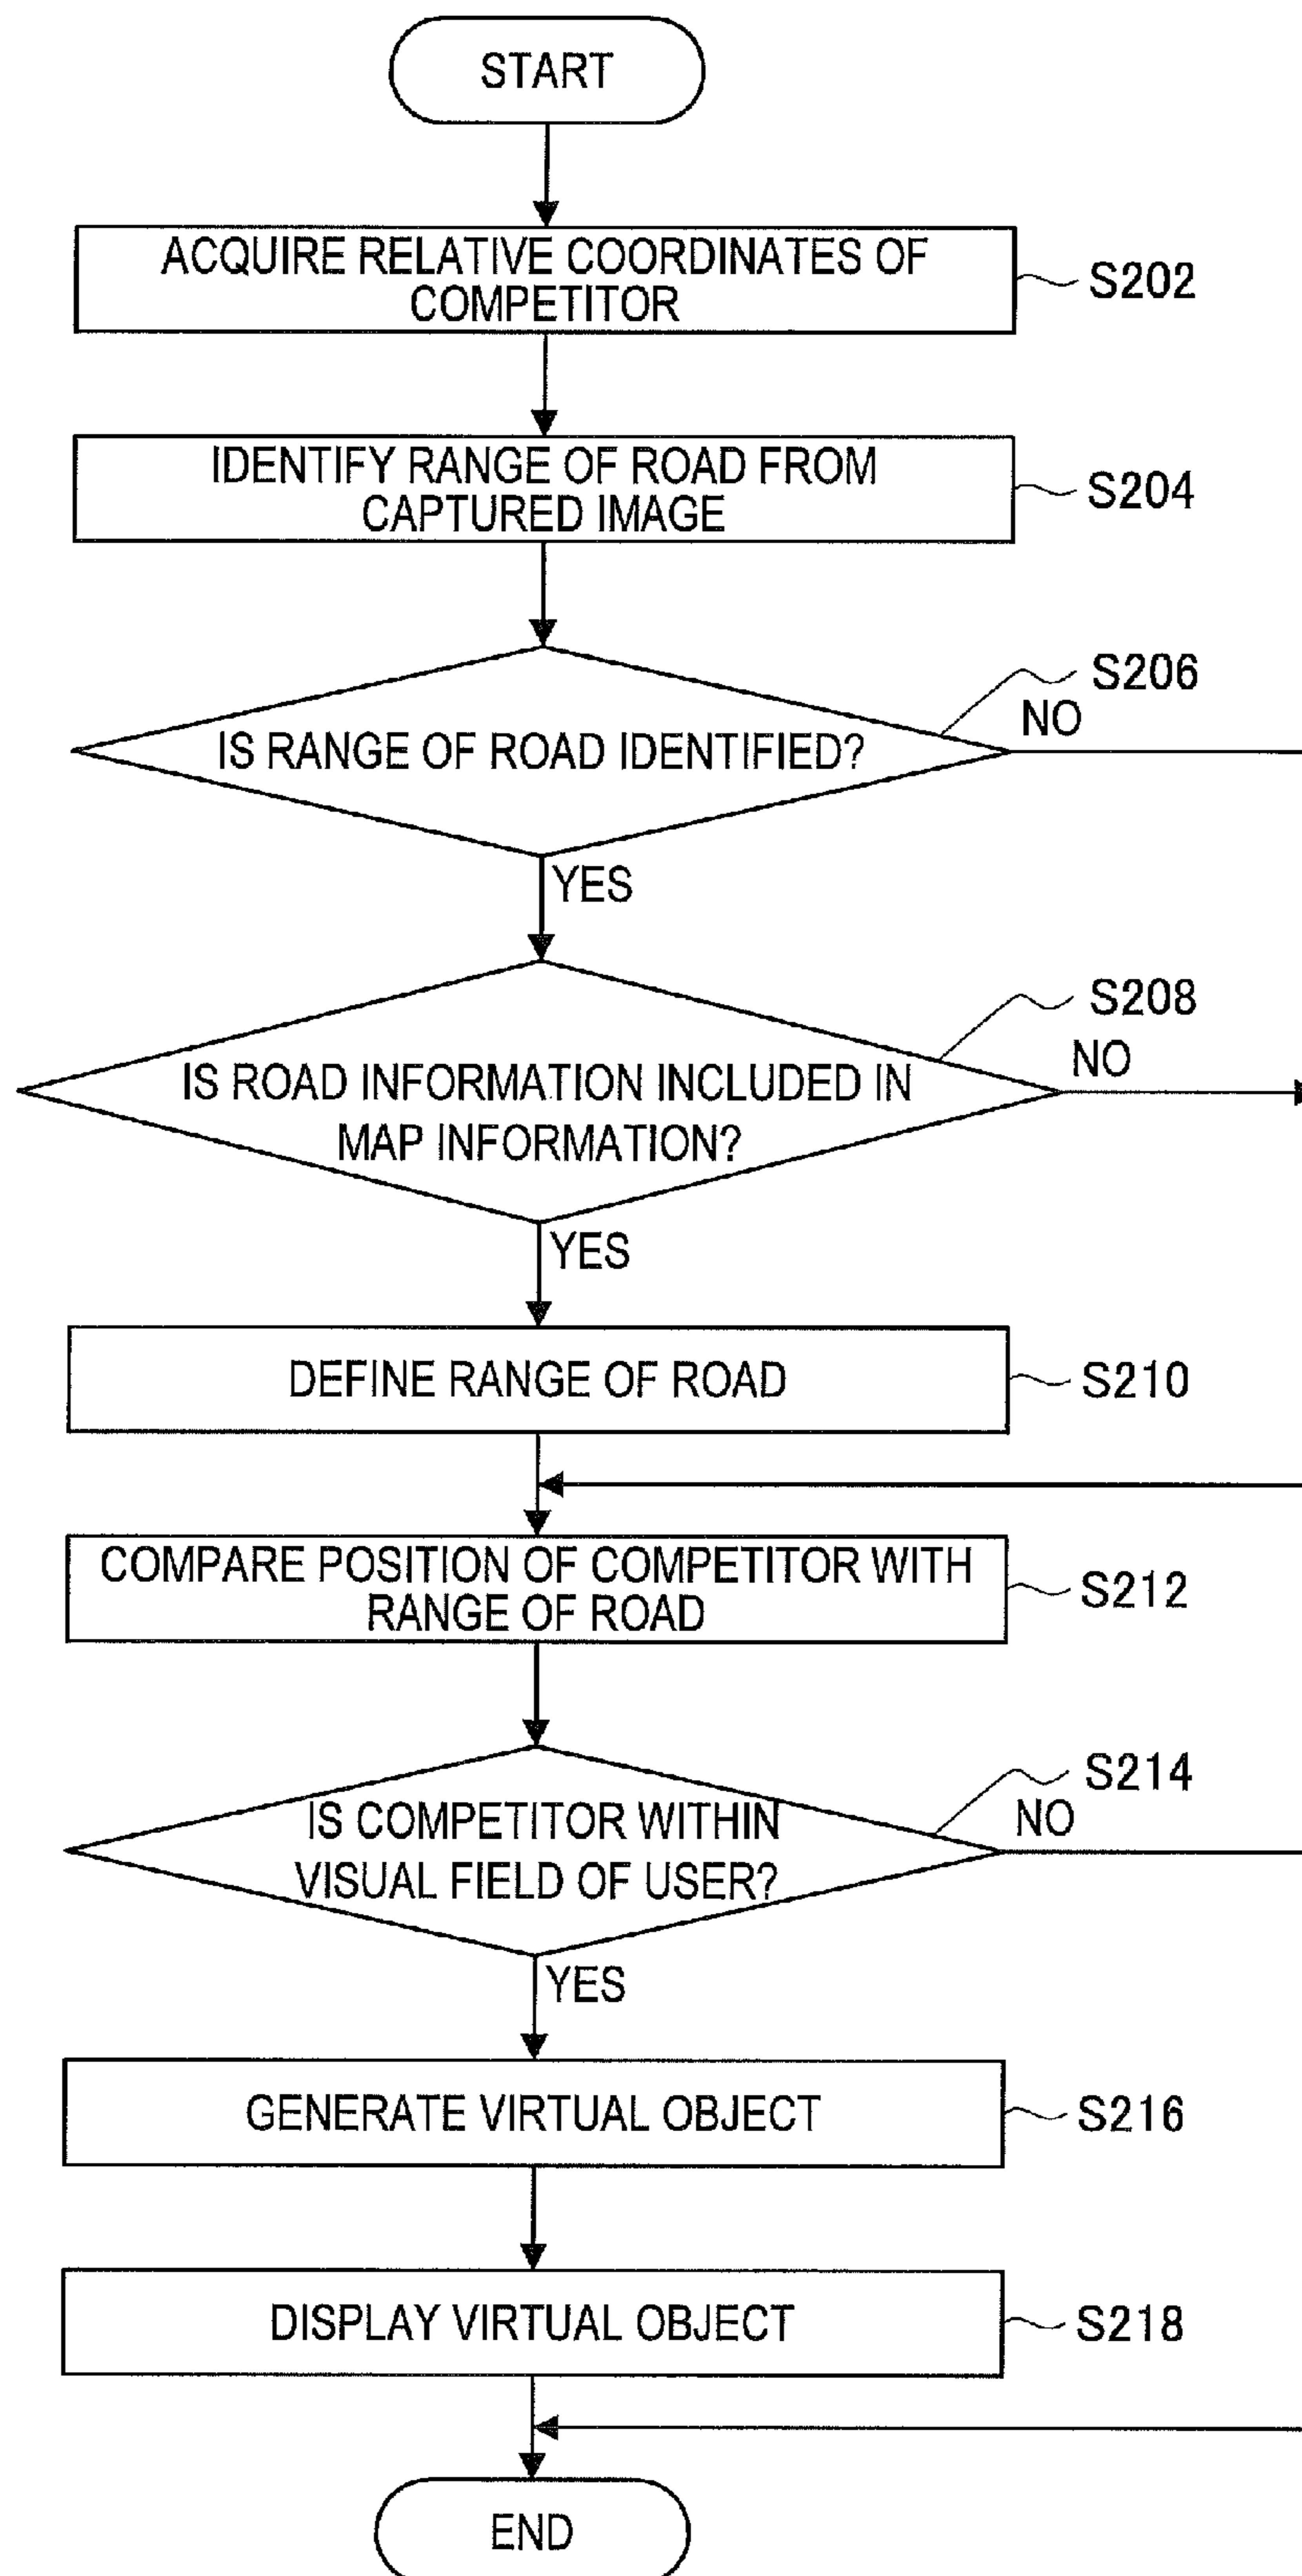 START
ACQUIRE RELATIVE COORDINATES OF
COMPETITOR
S202
IDENTIFY RANGE OF ROAD FROM
CAPTURED IMAGE
S204
S206
NO
IS RANGE OF ROAD IDENTIFIED?
YES
S208
NO
IS ROAD INFORMATION INCLUDED IN
MAP INFORMATION?
YES
DEFINE RANGE OF ROAD
S210
COMPARE POSITION OF COMPETITOR WITH
RANGE OF ROAD
S212
S214
NO
IS COMPETITOR WITHIN
VISUAL FIELD OF USER?
YES
GENERATE VIRTUAL OBJECT
S216
DISPLAY VIRTUAL OBJECT
S218
END